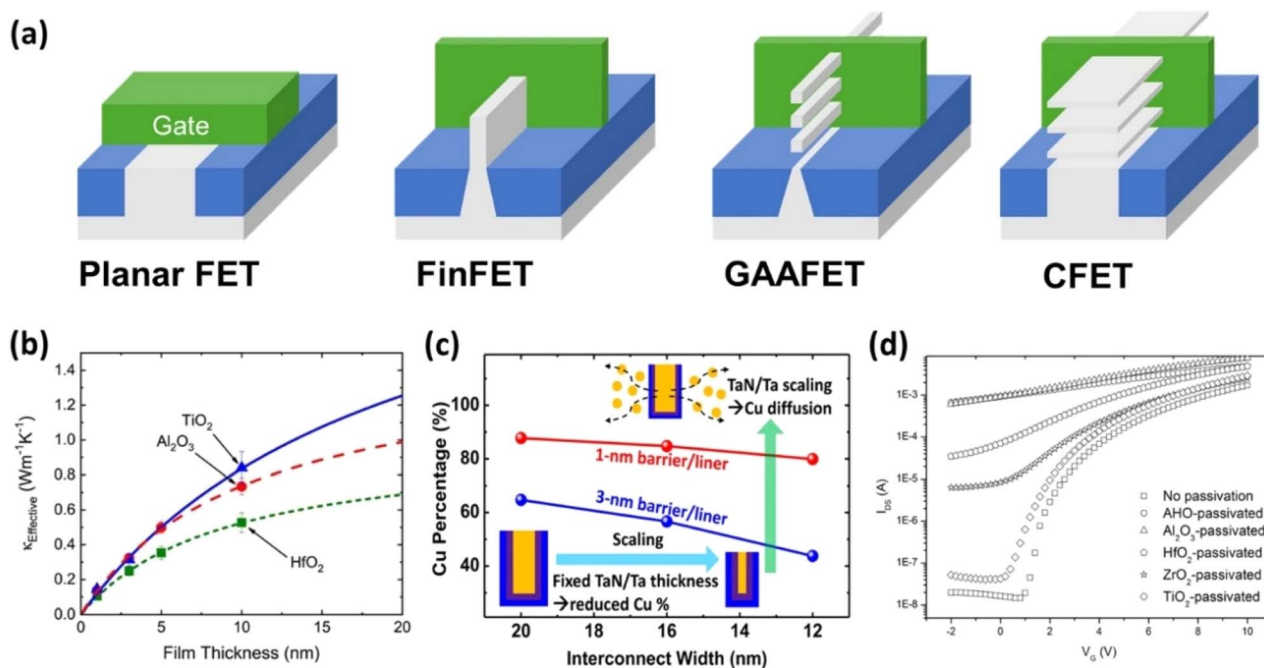 (a)
Gate
Planar FET
FinFET
GAAFET
CFET
(b)
κEffective (Wm⁻¹K⁻¹)
1.4
1.2
1.0
0.8
0.6
0.4
0.2
0.0
TiO₂
Al₂O₃
HfO₂
0 5 10 15 20
Film Thickness (nm)
(c)
Cu Percentage (%)
100
80
60
40
TaN/Ta scaling
→Cu diffusion
1-nm barrier/liner
3-nm barrier/liner
Scaling
Fixed TaN/Ta thickness
→reduced Cu %
20 18 16 14 12
Interconnect Width (nm)
(d)
I_DS (A)
1E-3
1E-4
1E-5
1E-6
1E-7
1E-8
No passivation
AHO-passivated
Al₂O₃-passivated
HfO₂-passivated
ZrO₂-passivated
TiO₂-passivated
-2 0 2 4 6 8 10
V_G (V)